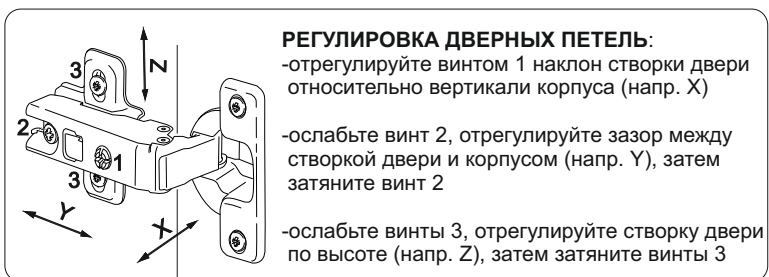 РЕГУЛИРОВКА ДВЕРНЫХ ПЕТЕЛЬ:
-отрегулируйте винтом 1 наклон створки двери
относительно вертикали корпуса (напр. X)
-ослабьте винт 2, отрегулируйте зазор между
створкой двери и корпусом (напр. Y), затем
затяните винт 2
-ослабьте винты 3, отрегулируйте створку двери
по высоте (напр. Z), затем затяните винты 3
3
Z
2
1
3
Y
X